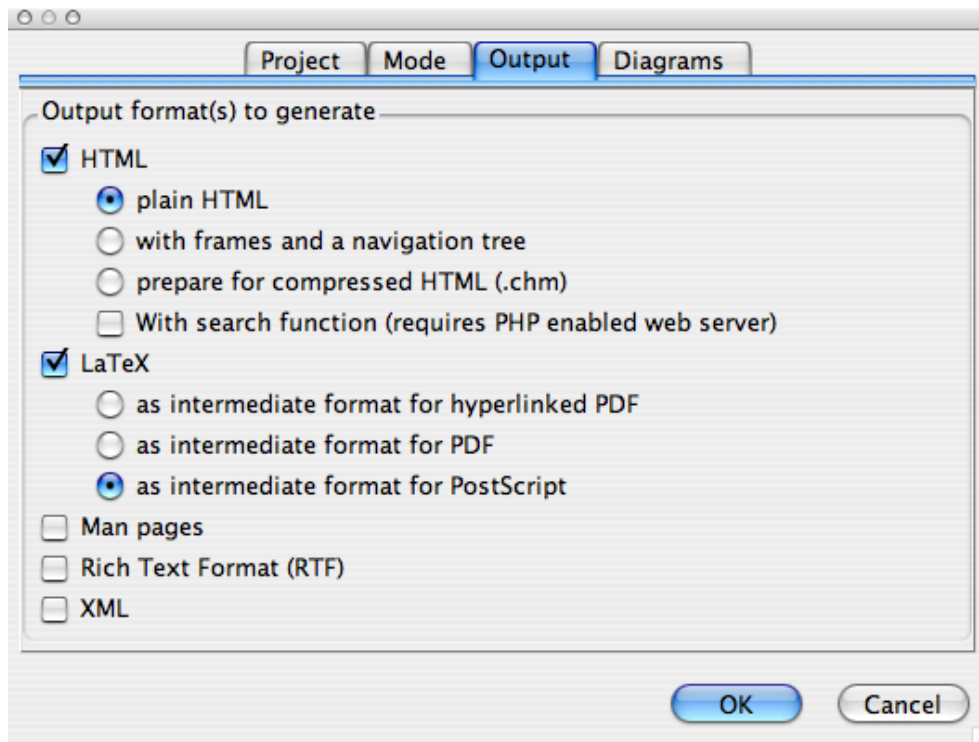 Project Mode Output Diagrams
Output format(s) to generate
HTML
plain HTML
with frames and a navigation tree
prepare for compressed HTML (.chm)
With search function (requires PHP enabled web server)
LaTeX
as intermediate format for hyperlinked PDF
as intermediate format for PDF
as intermediate format for PostScript
Man pages
Rich Text Format (RTF)
XML
OK Cancel